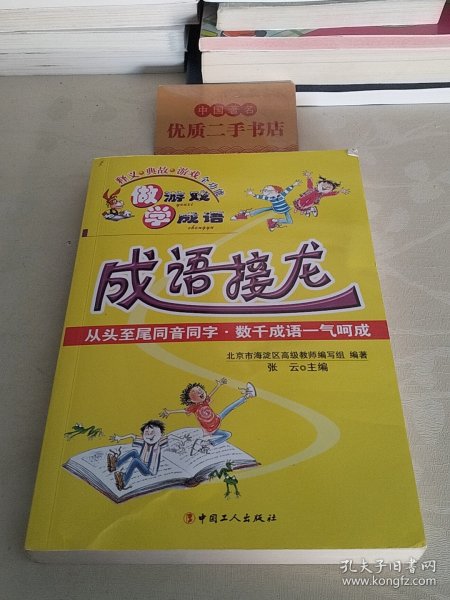 中国著名
优质二手书店
释义·典故·游戏全功能
做游戏
youxi
学成语
chengyu
成语接龙
从头至尾同音同字·数千成语一气呵成
北京市海淀区高级教师编写组 编著
张 云○主编
中国工人出版社
孔夫子旧书网
www.kongfz.com